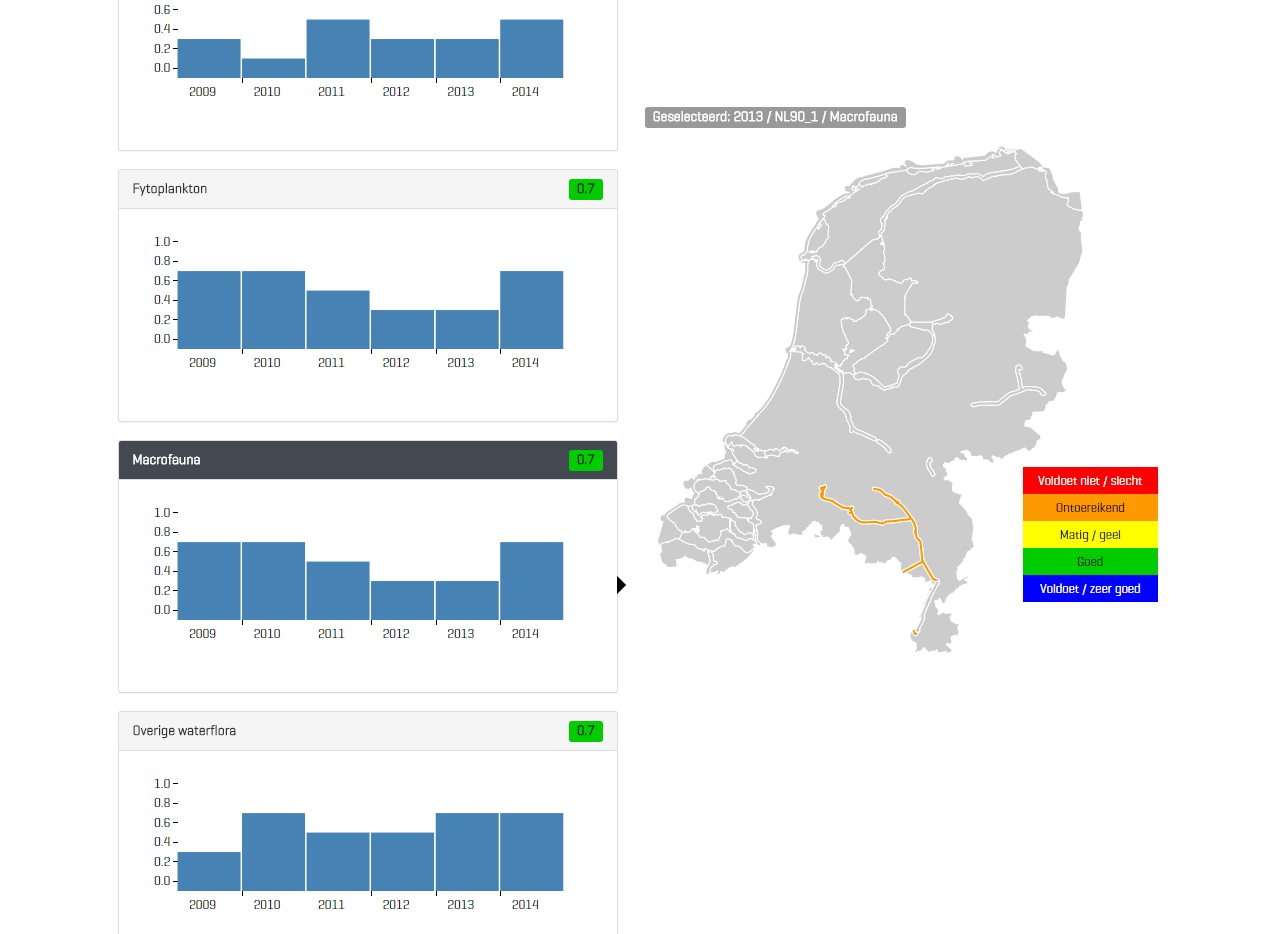 0.6
0.4
0.2
0.0
2009 2010 2011 2012 2013 2014
Geselecteerd: 2013 / NL90_1 / Macrofauna
Fytoplankton 0.7
1.0
0.8
0.6
0.4
0.2
0.0
2009 2010 2011 2012 2013 2014
Macrofauna 0.7
1.0
0.8
0.6
0.4
0.2
0.0
2009 2010 2011 2012 2013 2014
Overige waterflora 0.7
1.0
0.8
0.6
0.4
0.2
0.0
2009 2010 2011 2012 2013 2014
Voldoet niet / slecht
Ontoereikend
Matig / geel
Goed
Voldoet / zeer goed